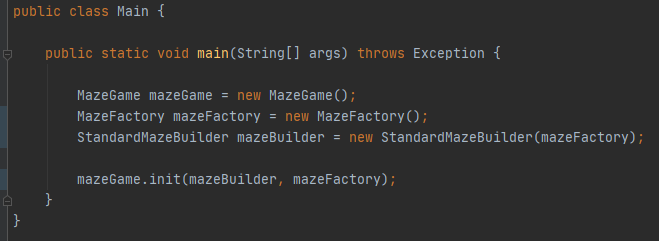 public class Main {
public static void main(String[] args) throws Exception {
MazeGame mazeGame = new MazeGame();
MazeFactory mazeFactory = new MazeFactory();
StandardMazeBuilder mazeBuilder = new StandardMazeBuilder(mazeFactory);
mazeGame.init(mazeBuilder, mazeFactory);
}
}